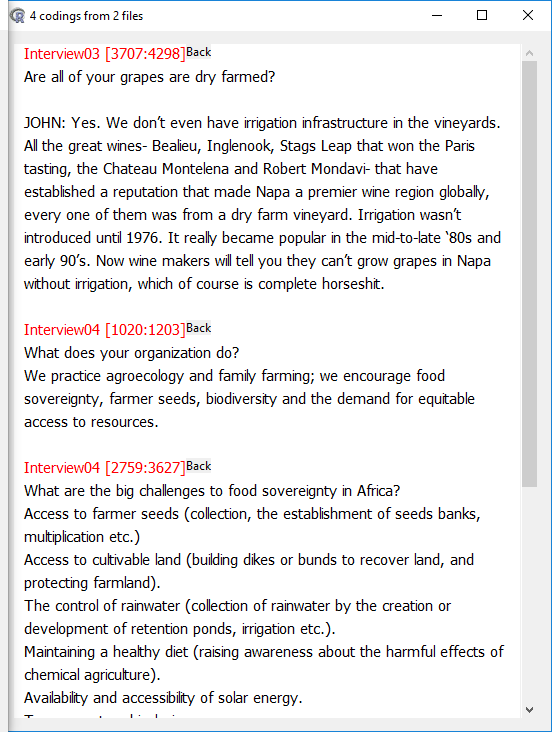 4 codings from 2 files
Interview03 [3707:4298]Back
Are all of your grapes are dry farmed?
JOHN: Yes. We don’t even have irrigation infrastructure in the vineyards.
All the great wines- Bealieu, Inglenook, Stags Leap that won the Paris
tasting, the Chateau Montelena and Robert Mondavi- that have
established a reputation that made Napa a premier wine region globally,
every one of them was from a dry farm vineyard. Irrigation wasn’t
introduced until 1976. It really became popular in the mid-to-late ‘80s and
early 90’s. Now wine makers will tell you they can’t grow grapes in Napa
without irrigation, which of course is complete horseshit.
Interview04 [1020:1203]Back
What does your organization do?
We practice agroecology and family farming; we encourage food
sovereignty, farmer seeds, biodiversity and the demand for equitable
access to resources.
Interview04 [2759:3627]Back
What are the big challenges to food sovereignty in Africa?
Access to farmer seeds (collection, the establishment of seeds banks,
multiplication etc.)
Access to cultivable land (building dikes or bunds to recover land, and
protecting farmland).
The control of rainwater (collection of rainwater by the creation or
development of retention ponds, irrigation etc.).
Maintaining a healthy diet (raising awareness about the harmful effects of
chemical agriculture).
Availability and accessibility of solar energy.